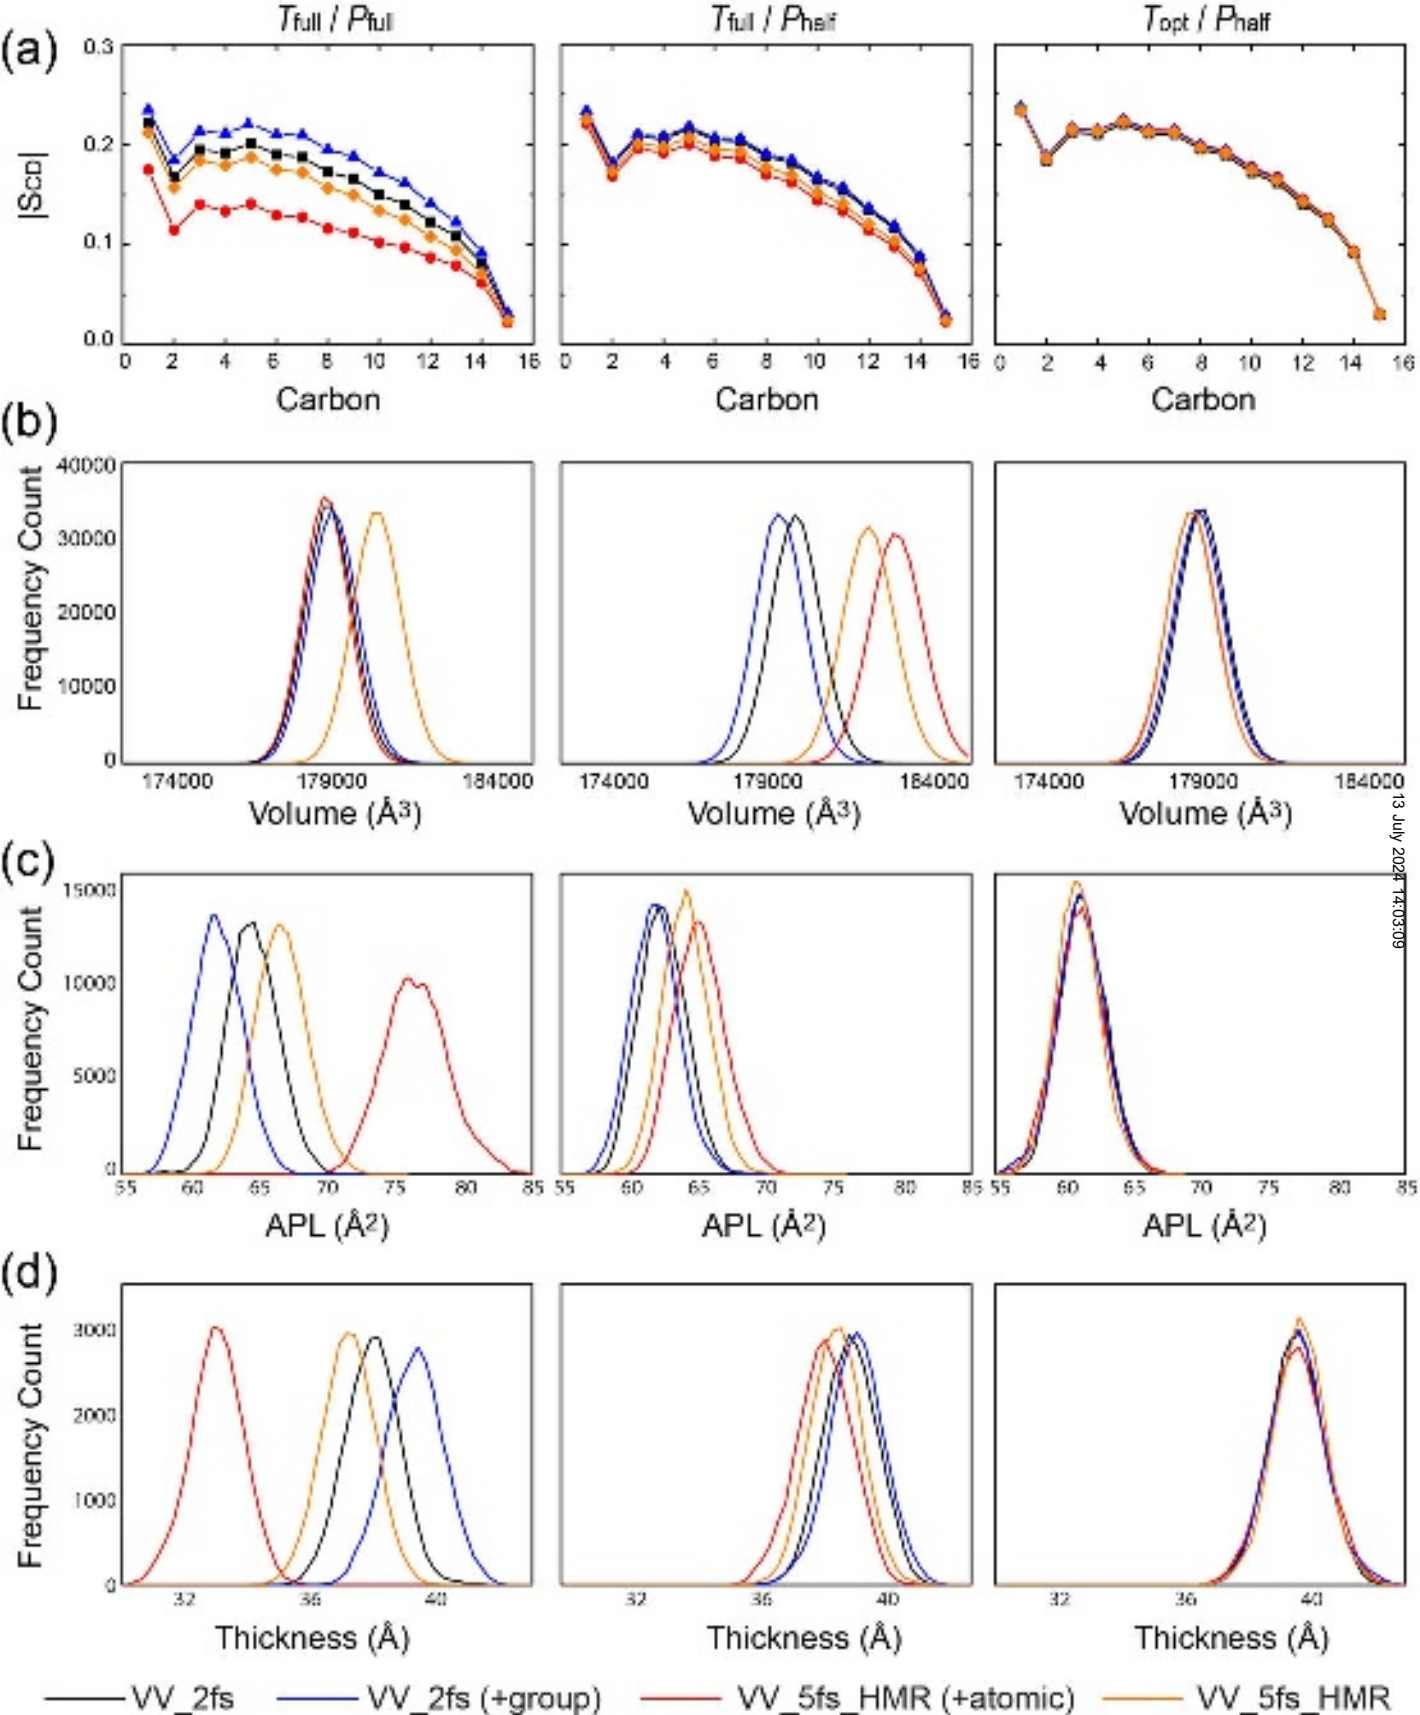 T_full / P_full T_full / P_half T_opt / P_half
(a)
|SCD|
0.3
0.2
0.1
0.0
0 2 4 6 8 10 12 14 16 0 2 4 6 8 10 12 14 16 0 2 4 6 8 10 12 14 16
Carbon Carbon Carbon
(b)
Frequency Count
40000
30000
20000
10000
0
174000 179000 184000 174000 179000 184000 174000 179000 184000
Volume (Å3) Volume (Å3) Volume (Å3)
13 July 2024 14:03:09
(c)
Frequency Count
15000
10000
5000
0
55 60 65 70 75 80 85 55 60 65 70 75 80 85 55 60 65 70 75 80 85
APL (Å2) APL (Å2) APL (Å2)
(d)
Frequency Count
3000
2000
1000
0
32 36 40 32 36 40 32 36 40
Thickness (Å) Thickness (Å) Thickness (Å)
VV_2fs VV_2fs (+group) VV_5fs_HMR (+atomic) VV_5fs_HMR